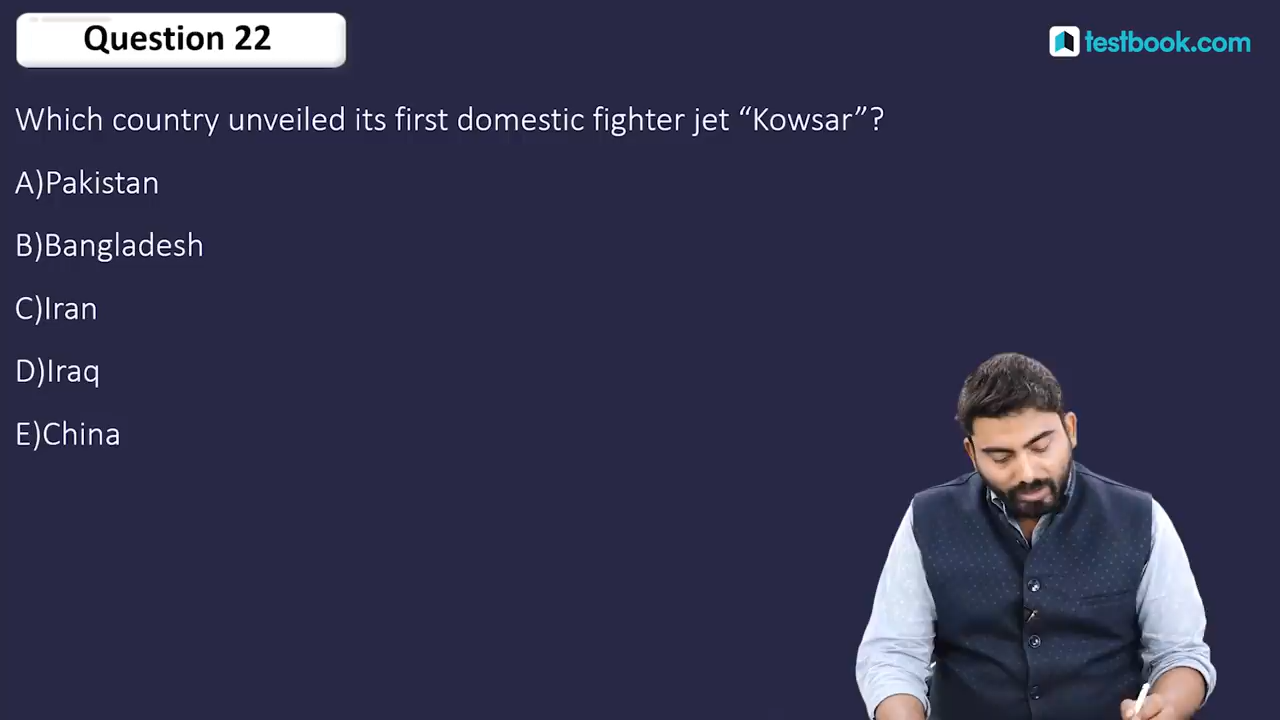 Question 22
testbook.com
Which country unveiled its first domestic fighter jet “Kowsar”?
A)Pakistan
B)Bangladesh
C)Iran
D)Iraq
E)China